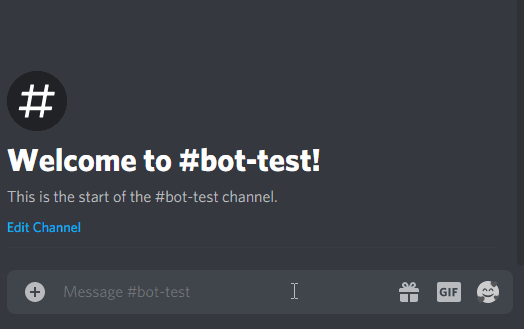 #
Welcome to #bot-test!
This is the start of the #bot-test channel.
Edit Channel
Message #bot-test
GIF